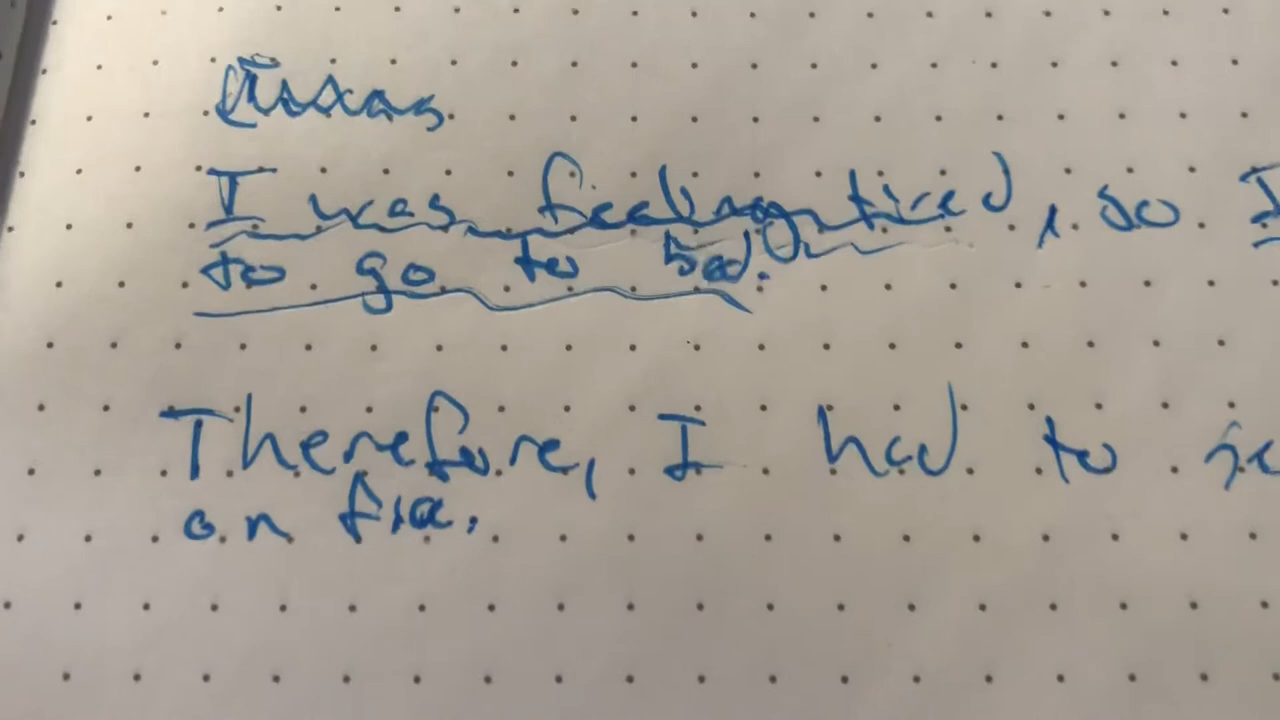 I was feeling tired, so I
to go to bed.
Therefore, I had to
on fire.